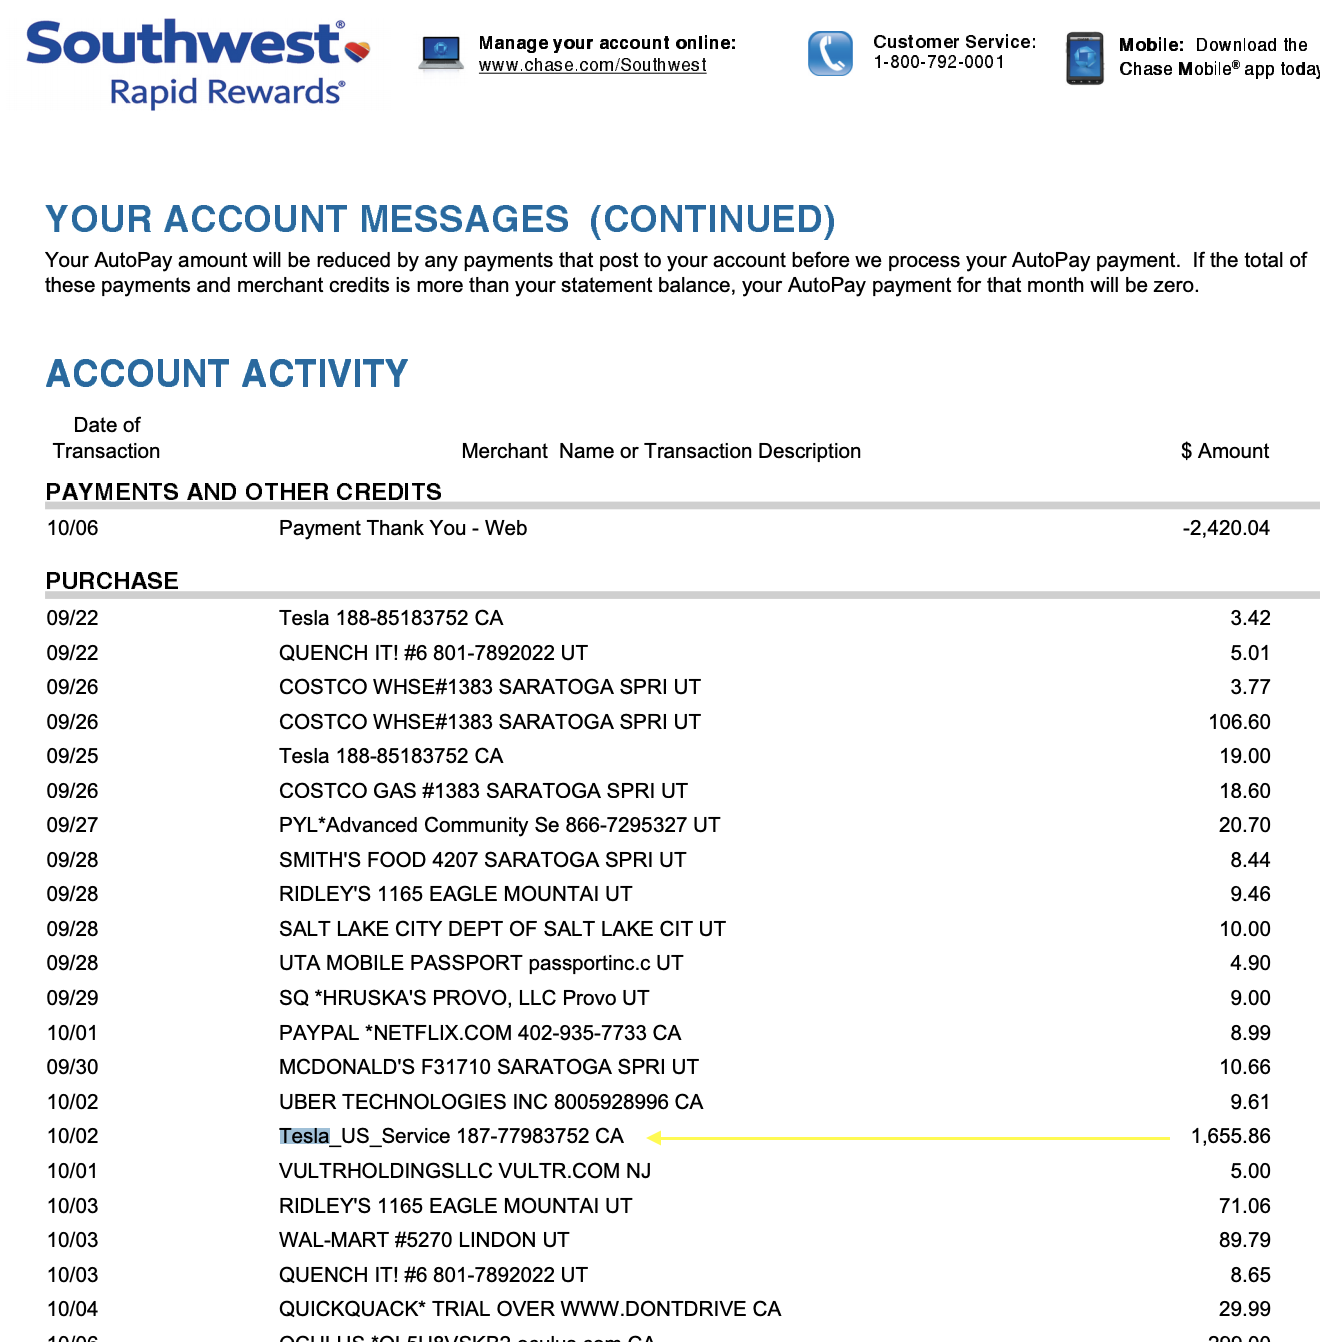 Southwest®
Rapid Rewards®
Manage your account online:
www.chase.com/Southwest
Customer Service:
1-800-792-0001
Mobile: Download the
Chase Mobile® app today
YOUR ACCOUNT MESSAGES (CONTINUED)
Your AutoPay amount will be reduced by any payments that post to your account before we process your AutoPay payment. If the total of
these payments and merchant credits is more than your statement balance, your AutoPay payment for that month will be zero.
ACCOUNT ACTIVITY
Date of
Transaction Merchant Name or Transaction Description $ Amount
PAYMENTS AND OTHER CREDITS
10/06 Payment Thank You - Web -2,420.04
PURCHASE
09/22 Tesla 188-85183752 CA 3.42
09/22 QUENCH IT! #6 801-7892022 UT 5.01
09/26 COSTCO WHSE#1383 SARATOGA SPRI UT 3.77
09/26 COSTCO WHSE#1383 SARATOGA SPRI UT 106.60
09/25 Tesla 188-85183752 CA 19.00
09/26 COSTCO GAS #1383 SARATOGA SPRI UT 18.60
09/27 PYL*Advanced Community Se 866-7295327 UT 20.70
09/28 SMITH'S FOOD 4207 SARATOGA SPRI UT 8.44
09/28 RIDLEY'S 1165 EAGLE MOUNTAI UT 9.46
09/28 SALT LAKE CITY DEPT OF SALT LAKE CIT UT 10.00
09/28 UTA MOBILE PASSPORT passportinc.c UT 4.90
09/29 SQ *HRUSKA'S PROVO, LLC Provo UT 9.00
10/01 PAYPAL *NETFLIX.COM 402-935-7733 CA 8.99
09/30 MCDONALD'S F31710 SARATOGA SPRI UT 10.66
10/02 UBER TECHNOLOGIES INC 8005928996 CA 9.61
10/02 Tesla_US_Service 187-77983752 CA 1,655.86
10/01 VULTRHOLDINGSLLC VULTR.COM NJ 5.00
10/03 RIDLEY'S 1165 EAGLE MOUNTAI UT 71.06
10/03 WAL-MART #5270 LINDON UT 89.79
10/03 QUENCH IT! #6 801-7892022 UT 8.65
10/04 QUICKQUACK* TRIAL OVER WWW.DONTDRIVE CA 29.99